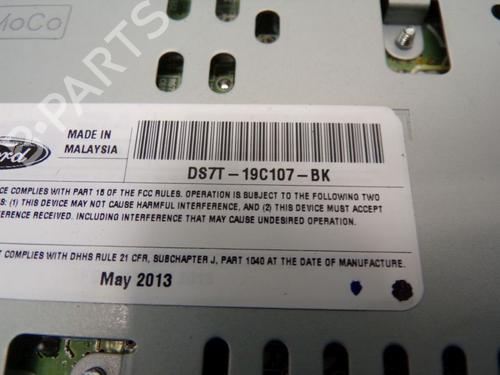 MoCo
Ford
MADE IN
MALAYSIA
DS7T-19C107-BK
CE COMPLIES WITH PART 15 OF THE FCC RULES. OPERATION IS SUBJECT TO THE FOLLOWING TWO
(1) THIS DEVICE MAY NOT CAUSE HARMFUL INTERFERENCE, AND (2) THIS DEVICE MUST ACCEPT
RFERENCE RECEIVED. INCLUDING INTERFERENCE THAT MAY CAUSE UNDESIRED OPERATION.
T COMPLIES WITH DHHS RULE 21 CFR, SUBCHAPTER J, PART 1040 AT THE DATE OF MANUFACTURE.
May 2013
B-PARTS